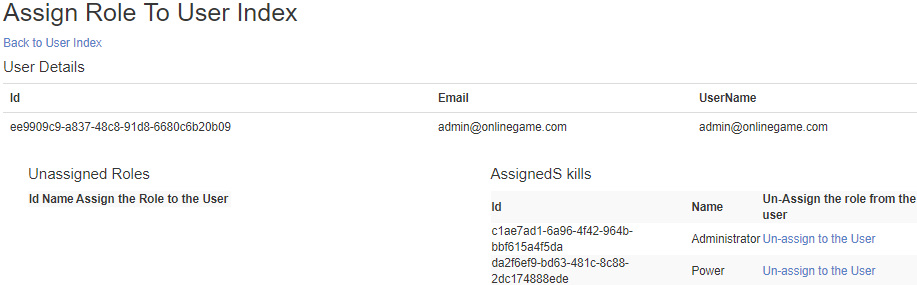 Assign Role To User Index
Back to User Index
User Details
Id Email UserName
ee9909c9-a837-48c8-91d8-6680c6b20b09 admin@onlinegame.com admin@onlinegame.com
Unassigned Roles
Id Name Assign the Role to the User
AssignedS kills
Id Name Un-Assign the role from the
user
c1ae7ad1-6a96-4f42-964b-
bbf615a4f5da
Administrator Un-assign to the User
da2f6ef9-bd63-481c-8c88-
2dc174888ede
Power Un-assign to the User